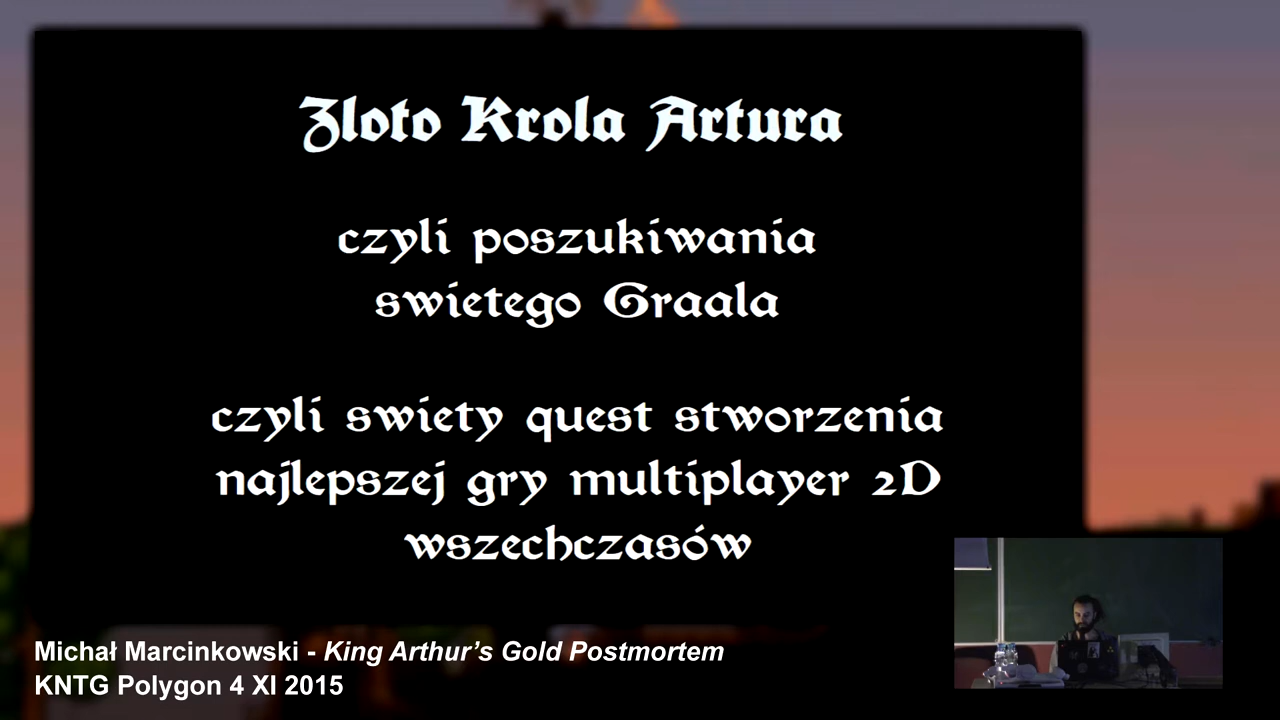 Zloto Krola Artura
czyli poszukiwania
swietego Graala
czyli swiety quest stworzenia
najlepszej gry multiplayer 2D
wszechczasów
Michał Marcinkowski - King Arthur's Gold Postmortem
KNTG Polygon 4 XI 2015